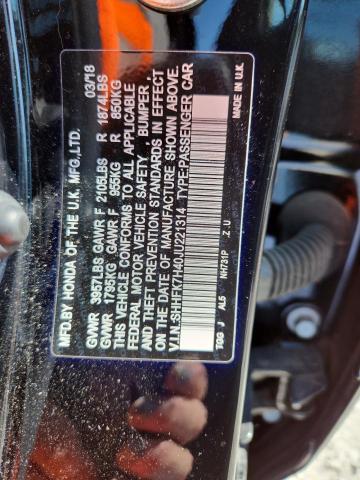 MFD. BY HONDA OF THE U.K. MFG.,LTD. 03/18
GVWR 3957LBS GAWR F 2105LBS R 1874LBS
GVWR 1795KG GAWR F 955KG R 850KG
THIS VEHICLE CONFORMS TO ALL APPLICABLE
FEDERAL MOTOR VEHICLE SAFETY , BUMPER ,
AND THEFT PREVENTION STANDARDS IN EFFECT
ON THE DATE OF MANUFACTURE SHOWN ABOVE.
V.I.N.:SHHFK7H40JU221314 TYPE:PASSENGER CAR
TGG J AL5 NH731P Z . U MADE IN U.K.